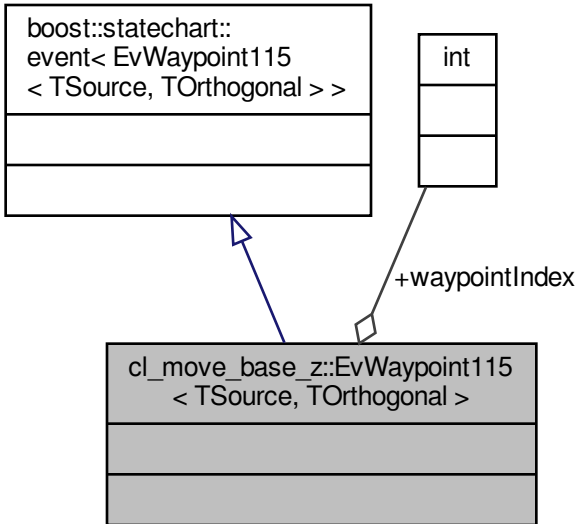 boost::statechart::
event< EvWaypoint115
< TSource, TOrthogonal > >
int
+waypointIndex
cl_move_base_z::EvWaypoint115
< TSource, TOrthogonal >